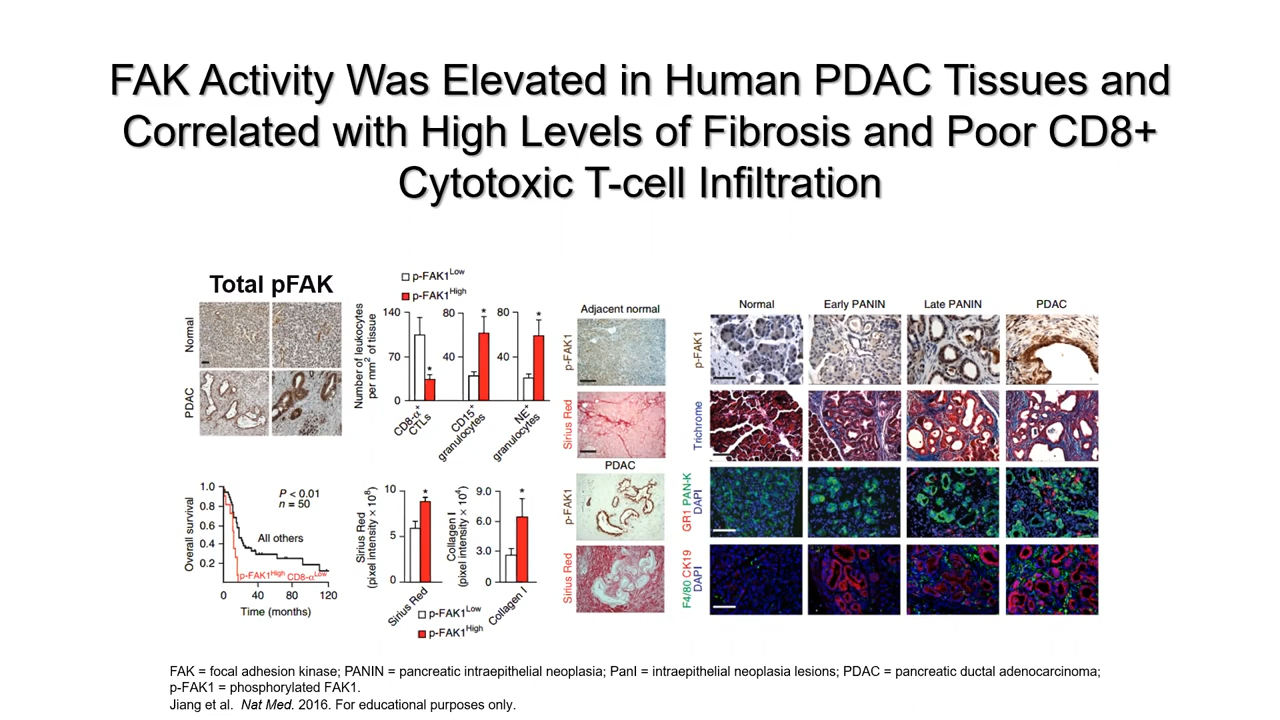 FAK Activity Was Elevated in Human PDAC Tissues and
Correlated with High Levels of Fibrosis and Poor CD8+
Cytotoxic T-cell Infiltration
Total pFAK
Normal
PDAC
p-FAK1Low
p-FAK1High
Number of leukocytes
per mm2 of tissue
140
70
0
80
40
80
40
*
*
*
CD8-α+
CTLs
CD15+
granulocytes
NE+
granulocytes
Overall survival
1.0
0.8
0.6
0.4
0.2
P < 0.01
n = 50
All others
p-FAK1High CD8-αLow
0
40
80
120
Time (months)
Sirius Red
(pixel intensity × 106)
10
5
0
*
Sirius Red
Collagen I
(pixel intensity × 104)
9.0
6.0
3.0
0
*
Collagen I
p-FAK1Low
p-FAK1High
Adjacent normal
p-FAK1
Sirius Red
PDAC
p-FAK1
Sirius Red
Normal
Early PANIN
Late PANIN
PDAC
p-FAK1
Trichrome
GR1 PAN-K
DAPI
F4/80 CK19
DAPI
FAK = focal adhesion kinase; PANIN = pancreatic intraepithelial neoplasia; PanI = intraepithelial neoplasia lesions; PDAC = pancreatic ductal adenocarcinoma;
p-FAK1 = phosphorylated FAK1.
Jiang et al. Nat Med. 2016. For educational purposes only.